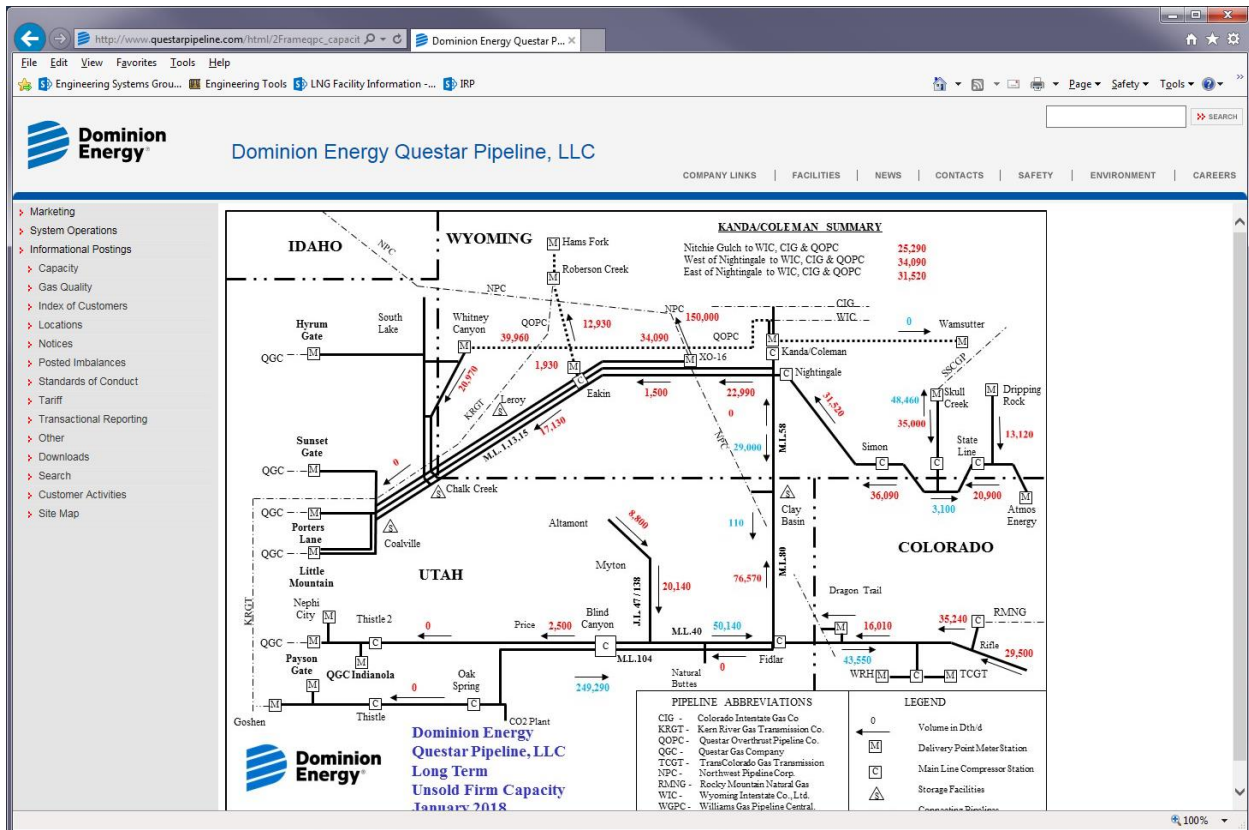 http://www.questarpipeline.com/html/2Frameqpc_capacit
Dominion Energy Questar P...
File Edit View Favorites Tools Help
Engineering Systems Grou... Engineering Tools LNG Facility Information -... IRP
Page Safety Tools
SEARCH
Dominion Energy
Dominion Energy Questar Pipeline, LLC
COMPANY LINKS | FACILITIES | NEWS | CONTACTS | SAFETY | ENVIRONMENT | CAREERS
Marketing
System Operations
Informational Postings
Capacity
Gas Quality
Index of Customers
Locations
Notices
Posted Imbalances
Standards of Conduct
Tariff
Transactional Reporting
Other
Downloads
Search
Customer Activities
Site Map
IDAHO
NPC
WYOMING
M Hams Fork
Roberson Creek
M
KANDA/COLEMAN SUMMARY
Nitchie Gulch to WIC, CIG & QOPC 25,290
West of Nightingale to WIC, CIG & QOPC 34,090
East of Nightingale to WIC, CIG & QOPC 31,520
NPC
NPC
150,000
CIG
WIC
0
Wamsutter
M
South Lake
Whitney Canyon
M
QOPC
39,960
12,930
34,090
QOPC
M
C Kanda/Coleman
Hyrum Gate
QGC M
20,970
1,930
M
M XO-16
C Nightingale
SSCGP
C
Eakin
1,500
22,990
0
KRGT
Leroy
S
17,130
M.L. 1,13,15
NPC
29,000
M.L.58
31,520
48,460
M Skull Creek
35,000
M Dripping Rock
13,120
Simon
C
C
State Line
C
Sunset Gate
QGC M
0
Chalk Creek
S
S
Clay Basin
36,090
3,100
20,900
M
Atmos Energy
QGC M
Porters Lane
QGC M
S
Coalville
Little Mountain
UTAH
Altamont
8,800
Myton
20,140
J.L. 47 / 138
110
76,570
M.L.80
COLORADO
KRGT
Nephi City M
Thistle 2
0
Price 2,500
Blind Canyon
M.L.40 50,140
Dragon Trail
M
16,010
35,240
RMNG
C
Rifle
29,500
QGC M
C
C
C
Fidlar
43,550
Payson Gate
M
M
QGC Indianola
Oak Spring
M.L.104
Natural Buttes
0
WRH M C M TCGT
249,290
0
M
C
C
Goshen
Thistle
CO2 Plant
Dominion Energy
Dominion Energy
Questar Pipeline, LLC
Long Term
Unsold Firm Capacity
January 2018
PIPELINE ABBREVIATIONS
CIG - Colorado Interstate Gas Co
KRGT - Kern River Gas Transmission Co.
QOPC - Questar Overthrust Pipeline Co.
QGC - Questar Gas Company
TCGT - TransColorado Gas Transmission
NPC - Northwest Pipeline Corp.
RMNG - Rocky Mountain Natural Gas
WIC - Wyoming Interstate Co., Ltd.
WGPC - Williams Gas Pipeline Central.
LEGEND
0 Volume in Dth/d
M Delivery Point Meter Station
C Main Line Compressor Station
S Storage Facilities
Connecting Pipelines
100%